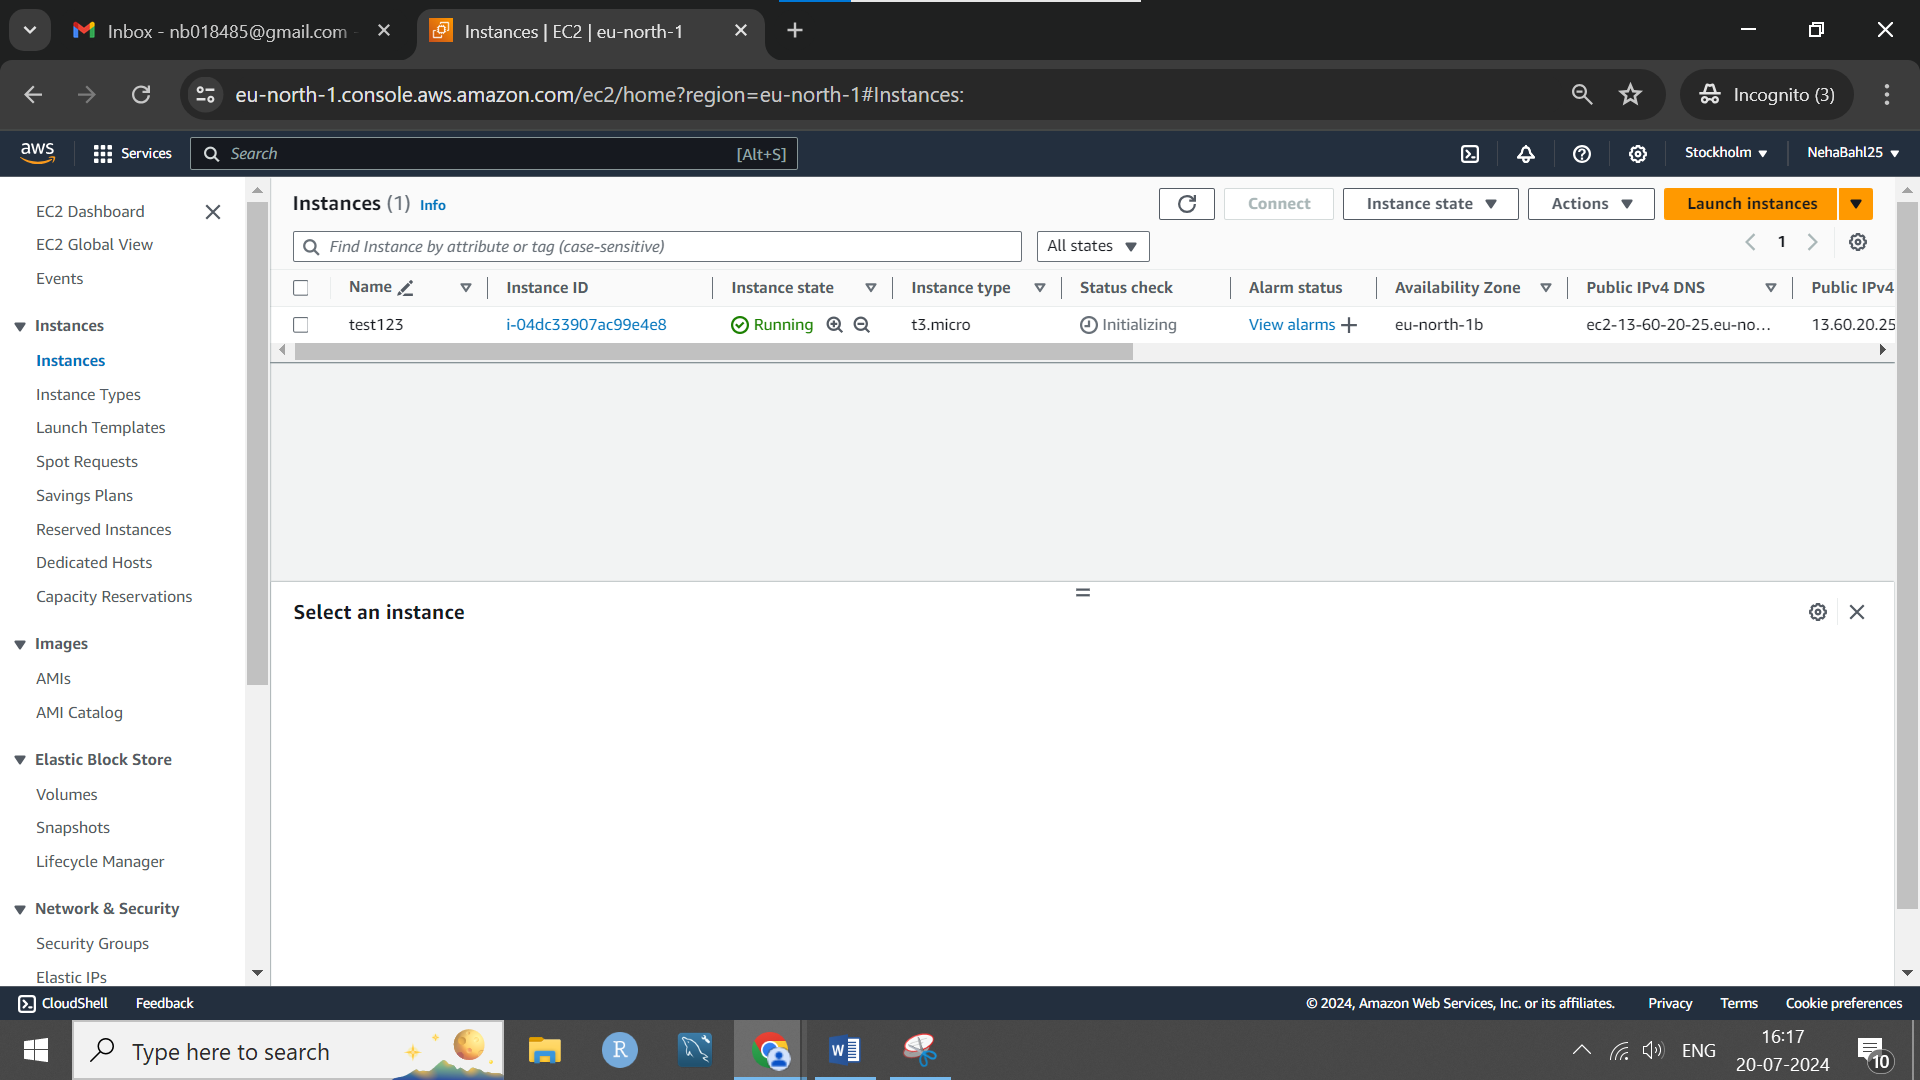 Inbox - nb018485@gmail.com
Instances | EC2 | eu-north-1
eu-north-1.console.aws.amazon.com/ec2/home?region=eu-north-1#Instances:
Incognito (3)
aws
Services
Search
[Alt+S]
Stockholm
NehaBahl25
EC2 Dashboard
EC2 Global View
Events
Instances
Instances
Instance Types
Launch Templates
Spot Requests
Savings Plans
Reserved Instances
Dedicated Hosts
Capacity Reservations
Images
AMIs
AMI Catalog
Elastic Block Store
Volumes
Snapshots
Lifecycle Manager
Network & Security
Security Groups
Elastic IPs
Instances (1) Info
Connect
Instance state
Actions
Launch instances
Find Instance by attribute or tag (case-sensitive)
All states
1
Name Instance ID Instance state Instance type Status check Alarm status Availability Zone Public IPv4 DNS Public IPv4
test123 i-04dc33907ac99e4e8 Running t3.micro Initializing View alarms eu-north-1b ec2-13-60-20-25.eu-no... 13.60.20.25
Select an instance
CloudShell
Feedback
© 2024, Amazon Web Services, Inc. or its affiliates.
Privacy
Terms
Cookie preferences
Type here to search
R
W
ENG
16:17
20-07-2024
10